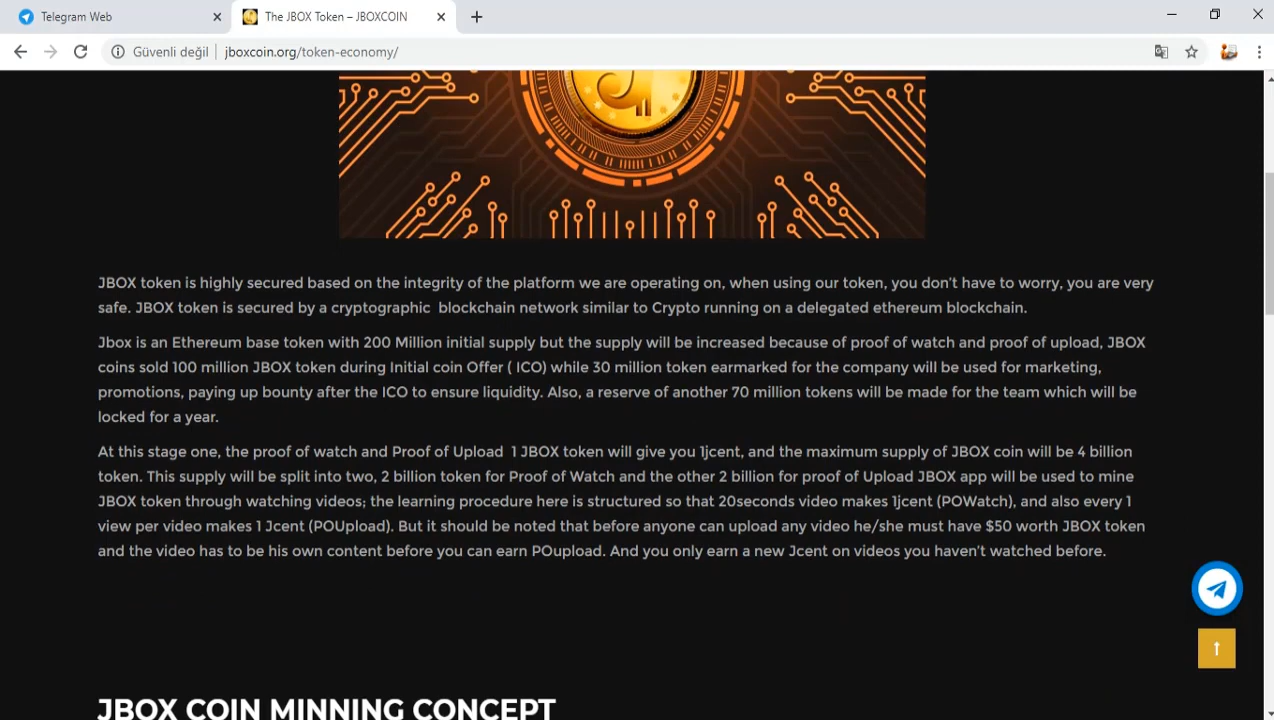 Telegram Web
The JBOX Token – JBOXCOIN
Güvenli değil
jboxcoin.org/token-economy/
JBOX token is highly secured based on the integrity of the platform we are operating on, when using our token, you don't have to worry, you are very
safe. JBOX token is secured by a cryptographic blockchain network similar to Crypto running on a delegated ethereum blockchain.
Jbox is an Ethereum base token with 200 Million initial supply but the supply will be increased because of proof of watch and proof of upload, JBOX
coins sold 100 million JBOX token during Initial coin Offer ( ICO) while 30 million token earmarked for the company will be used for marketing,
promotions, paying up bounty after the ICO to ensure liquidity. Also, a reserve of another 70 million tokens will be made for the team which will be
locked for a year.
At this stage one, the proof of watch and Proof of Upload 1 JBOX token will give you 1jcent, and the maximum supply of JBOX coin will be 4 billion
token. This supply will be split into two, 2 billion token for Proof of Watch and the other 2 billion for proof of Upload JBOX app will be used to mine
JBOX token through watching videos; the learning procedure here is structured so that 20seconds video makes 1jcent (POWatch), and also every 1
view per video makes 1 Jcent (POUpload). But it should be noted that before anyone can upload any video he/she must have $50 worth JBOX token
and the video has to be his own content before you can earn POupload. And you only earn a new Jcent on videos you haven't watched before.
JBOX COIN MINNING CONCEPT